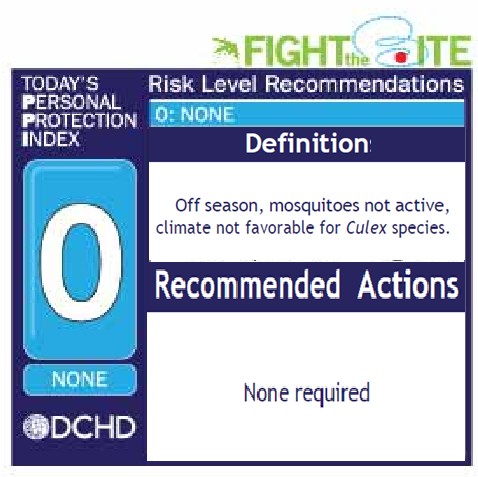 FIGHT the BITE
TODAY'S
PERSONAL
PROTECTION
INDEX
0
NONE
DCHD
Risk Level Recommendations
0: NONE
Definition:
Off season, mosquitoes not active,
climate not favorable for Culex species.
Recommended Actions
None required